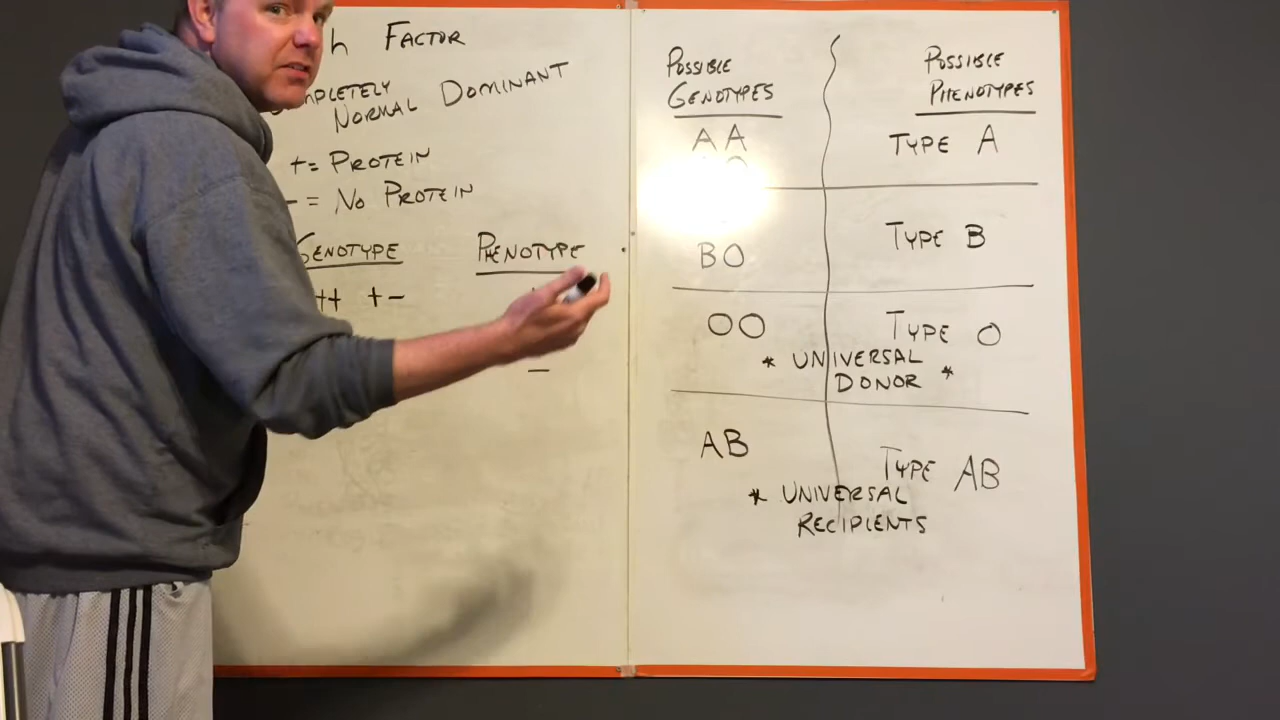 h FACTOR
MPLETELY
NORMAL DOMINANT
+ = PROTEIN
- = NO PROTEIN
GENOTYPE PHENOTYPE
++ +-
-
POSSIBLE
GENOTYPES
POSSIBLE
PHENOTYPES
AA
TYPE A
BO
TYPE B
OO
TYPE O
* UNIVERSAL
DONOR *
AB
TYPE AB
* UNIVERSAL
RECIPIENTS